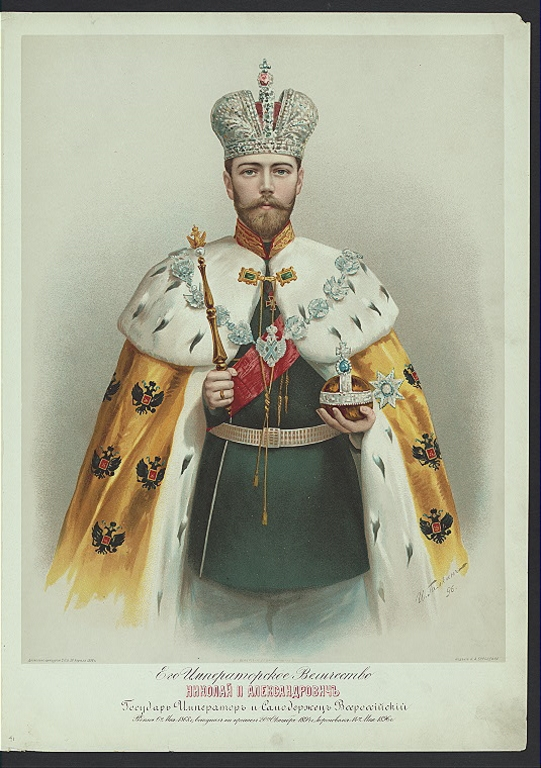 Его Императорское Величество
НИКОЛАЙ II АЛЕКСАНДРОВИЧЪ
Государь Императоръ и Самодержецъ Всероссійскій
Родился 6го Мая 1868 г., вступилъ на престолъ 20го Октября 1894 г., короновался 14го Мая 1896 г.
96.